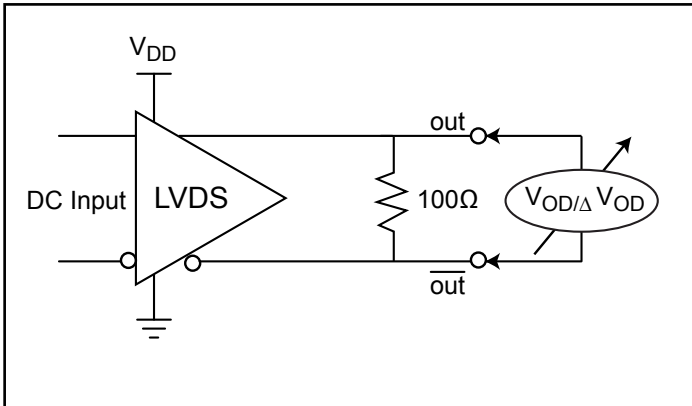 VDD
out
DC Input
LVDS
100Ω
VOD/Δ VOD
out